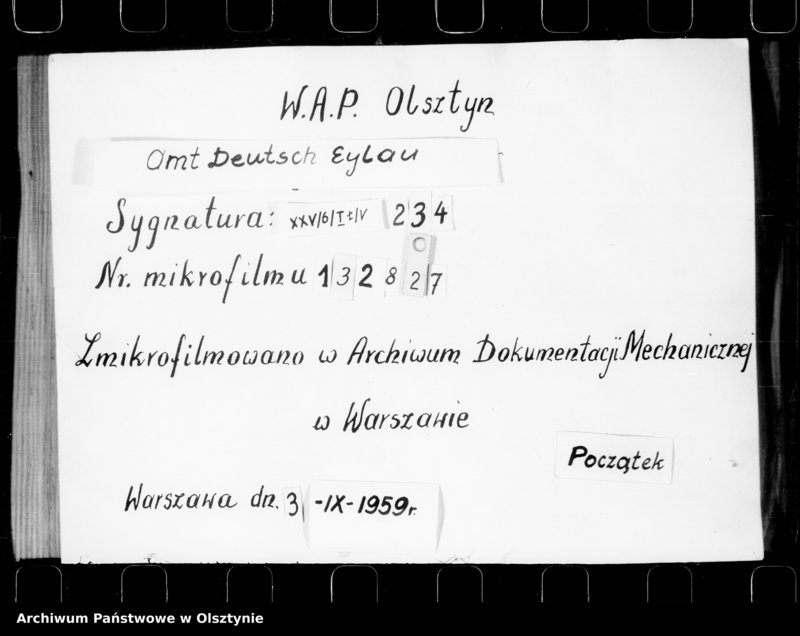 W.A.P. Olsztyn
Amt Deutsch Eylau
Sygnatura: XXV/6/I t/V 234
Nr. mikrofilmu 132827
Zmikrofilmowano w Archiwum Dokumentacji Mechanicznej
w Warszawie
Początek
Warszawa dn. 3 -IX-1959r.
Archiwum Państwowe w Olsztynie